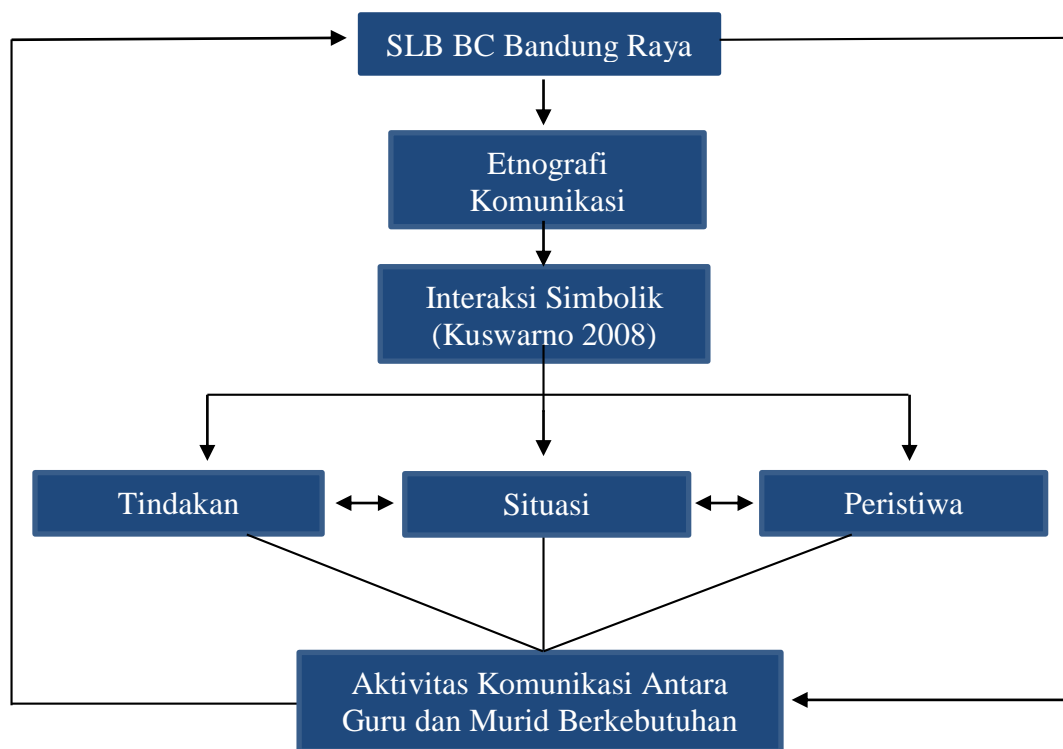 SLB BC Bandung Raya
Etnografi
Komunikasi
Interaksi Simbolik
(Kuswarno 2008)
Tindakan
Situasi
Peristiwa
Aktivitas Komunikasi Antara
Guru dan Murid Berkebutuhan